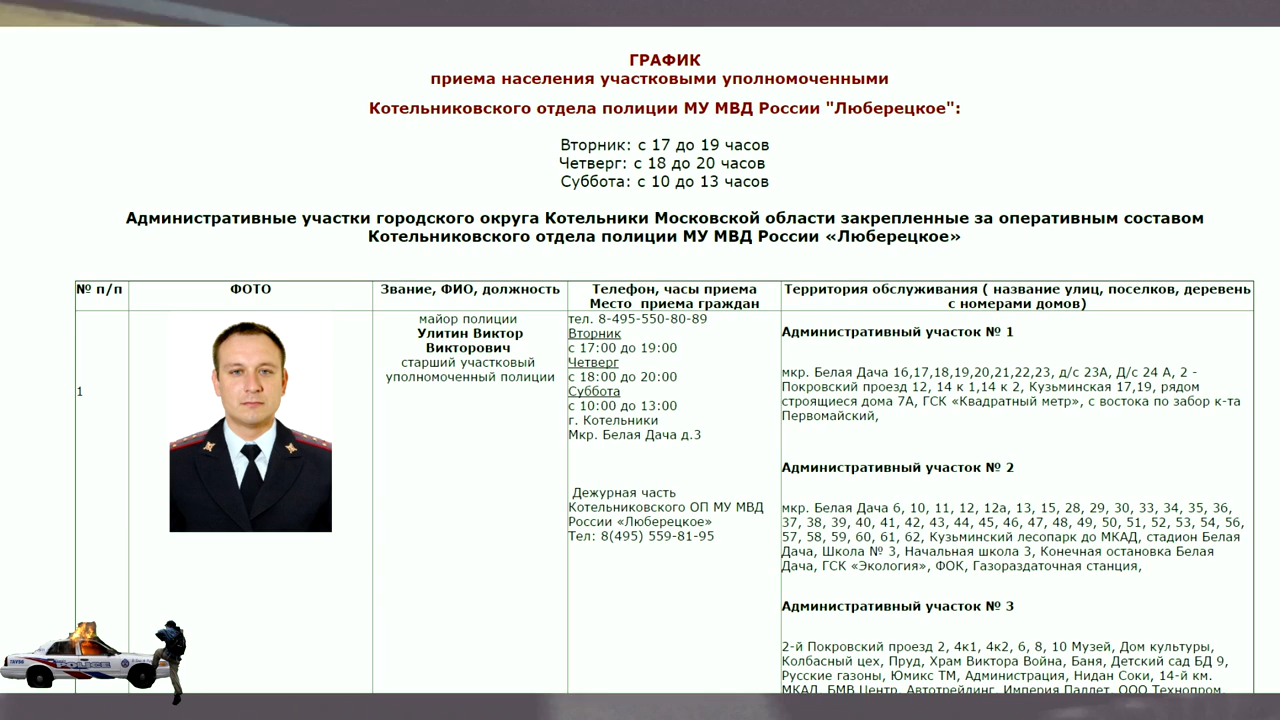 ГРАФИК
приема населения участковыми уполномоченными
Котельниковского отдела полиции МУ МВД России "Люберецкое":
Вторник: с 17 до 19 часов
Четверг: с 18 до 20 часов
Суббота: с 10 до 13 часов
Административные участки городского округа Котельники Московской области закрепленные за оперативным составом
Котельниковского отдела полиции МУ МВД России «Люберецкое»
№ п/п
ФОТО
Звание, ФИО, должность
Телефон, часы приема
Место приема граждан
Территория обслуживания ( название улиц, поселков, деревень
с номерами домов)
1
майор полиции
Улитин Виктор
Викторович
старший участковый
уполномоченный полиции
тел. 8-495-550-80-89
Вторник
с 17:00 до 19:00
Четверг
с 18:00 до 20:00
Суббота
с 10:00 до 13:00
г. Котельники
Мкр. Белая Дача д.3
Дежурная часть
Котельниковского ОП МУ МВД
России «Люберецкое»
Тел: 8(495) 559-81-95
Административный участок № 1
мкр. Белая Дача 16,17,18,19,20,21,22,23, д/с 23А, Д/с 24 А, 2 -
Покровский проезд 12, 14 к 1,14 к 2, Кузьминская 17,19, рядом
строящиеся дома 7А, ГСК «Квадратный метр», с востока по забор к-та
Первомайский,
Административный участок № 2
мкр. Белая Дача 6, 10, 11, 12, 12а, 13, 15, 28, 29, 30, 33, 34, 35, 36,
37, 38, 39, 40, 41, 42, 43, 44, 45, 46, 47, 48, 49, 50, 51, 52, 53, 54, 56,
57, 58, 59, 60, 61, 62, Кузьминский лесопарк до МКАД, стадион Белая
Дача, Школа № 3, Начальная школа 3, Конечная остановка Белая
Дача, ГСК «Экология», ФОК, Газораздаточная станция,
Административный участок № 3
2-й Покровский проезд 2, 4к1, 4к2, 6, 8, 10 Музей, Дом культуры,
Колбасный цех, Пруд, Храм Виктора Война, Баня, Детский сад БД 9,
Русские газоны, Юмикс ТМ, Администрация, Нидан Соки, 14-й км.
МКАД, БМВ Центр, Автотрейдинг, Империя Паллет, ООО Технопром,
POLICE